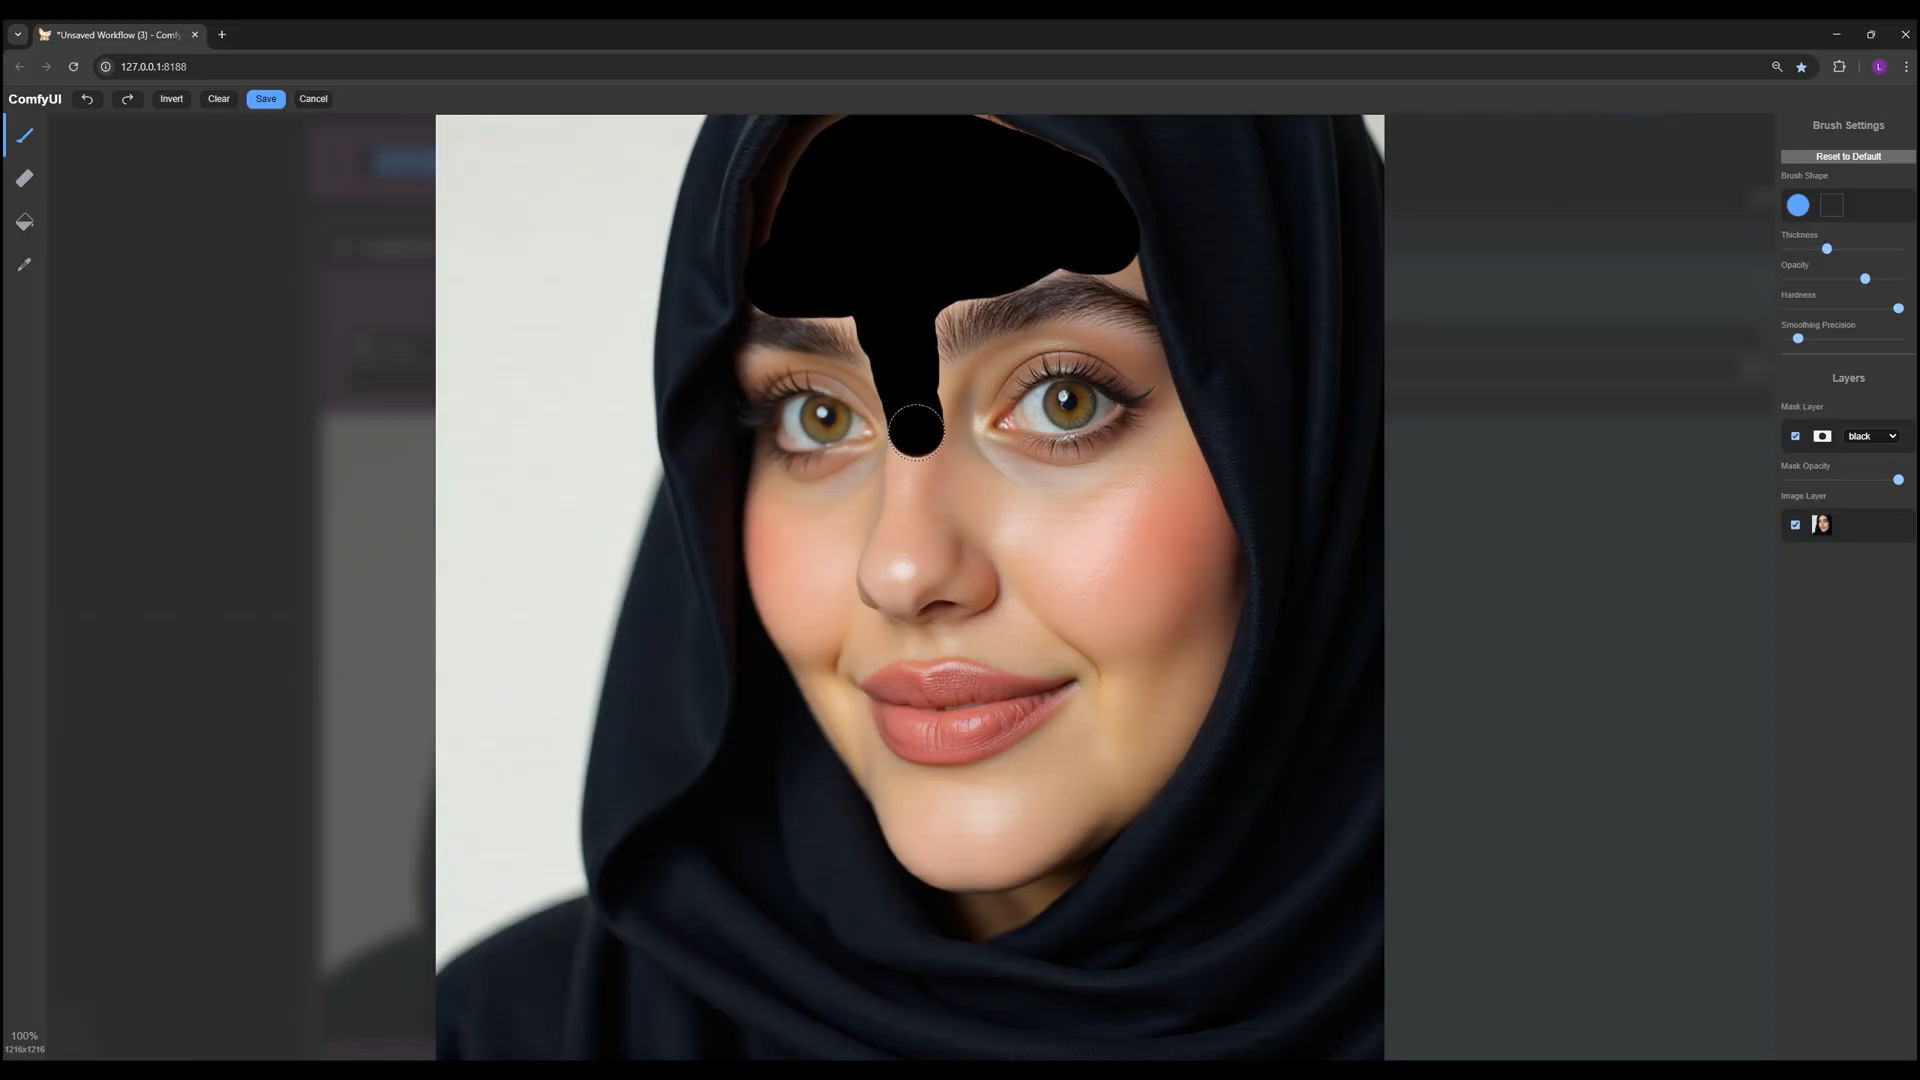 *Unsaved Workflow (3) - Comfy
127.0.0.1:8188
ComfyUI
Invert
Clear
Save
Cancel
Brush Settings
Reset to Default
Brush Shape
Thickness
Opacity
Hardness
Smoothing Precision
Layers
Mask Layer
black
Mask Opacity
Image Layer
L
100%
1216x1216